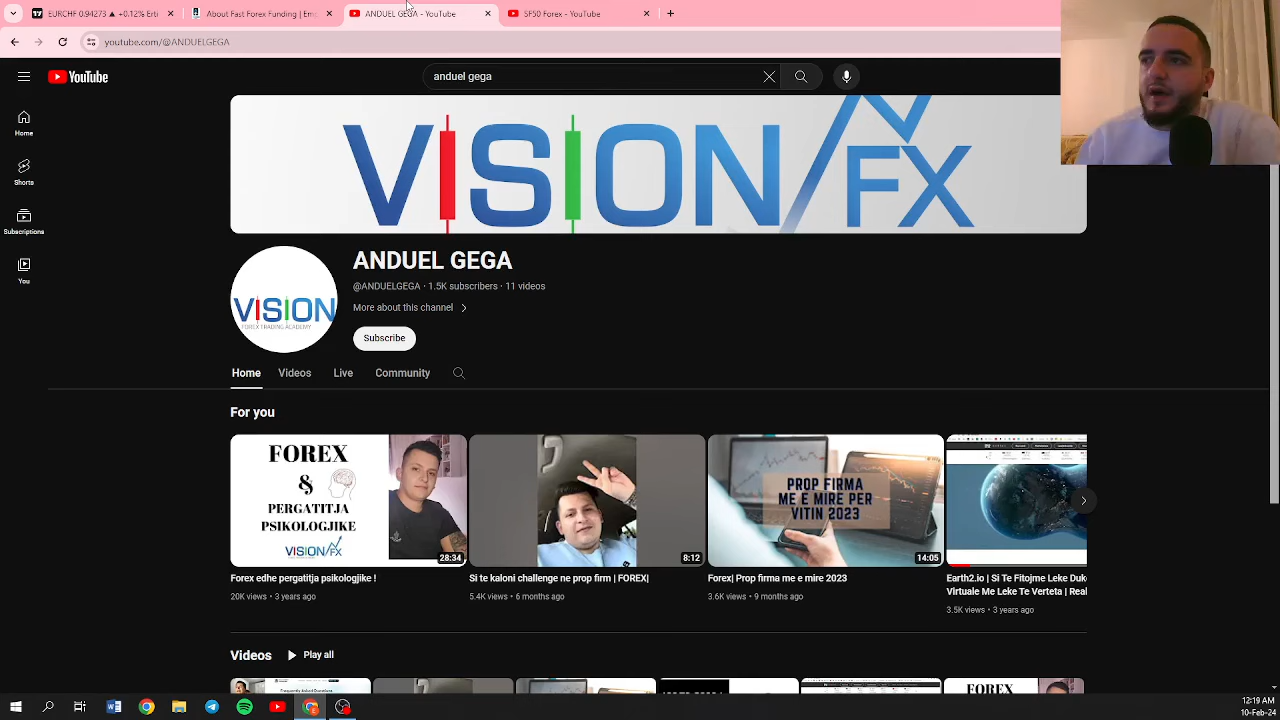 EURCHF 0.94273 ▲ +0.12% Erti
About Fun Funding | Emp
ANDUEL GEGA - YouTube
SF50 Forex - YouTube
youtube.com/@ANDUELGEGA
YouTube
anduel gega
Home
Shorts
Subscriptions
You
VISION/FX
VISION
FOREX TRADING ACADEMY
ANDUEL GEGA
@ANDUELGEGA · 1.5K subscribers · 11 videos
More about this channel
Subscribe
Home Videos Live Community
For you
FOREX
&
PERGATITJA
PSIKOLOGJIKE
VISION/FX
28:34
8:12
PROP FIRMA
ME E MIRE PER
VITIN 2023
14:05
Forex edhe pergatitja psikologjike !
20K views · 3 years ago
Si te kaloni challenge ne prop firm | FOREX|
5.4K views · 6 months ago
Forex| Prop firma me e mire 2023
3.6K views · 9 months ago
Earth2.io | Si Te Fitojme Leke Duk
Virtuale Me Leke Te Verteta | Real
3.5K views · 3 years ago
Videos Play all
12:19 AM
10-Feb-24